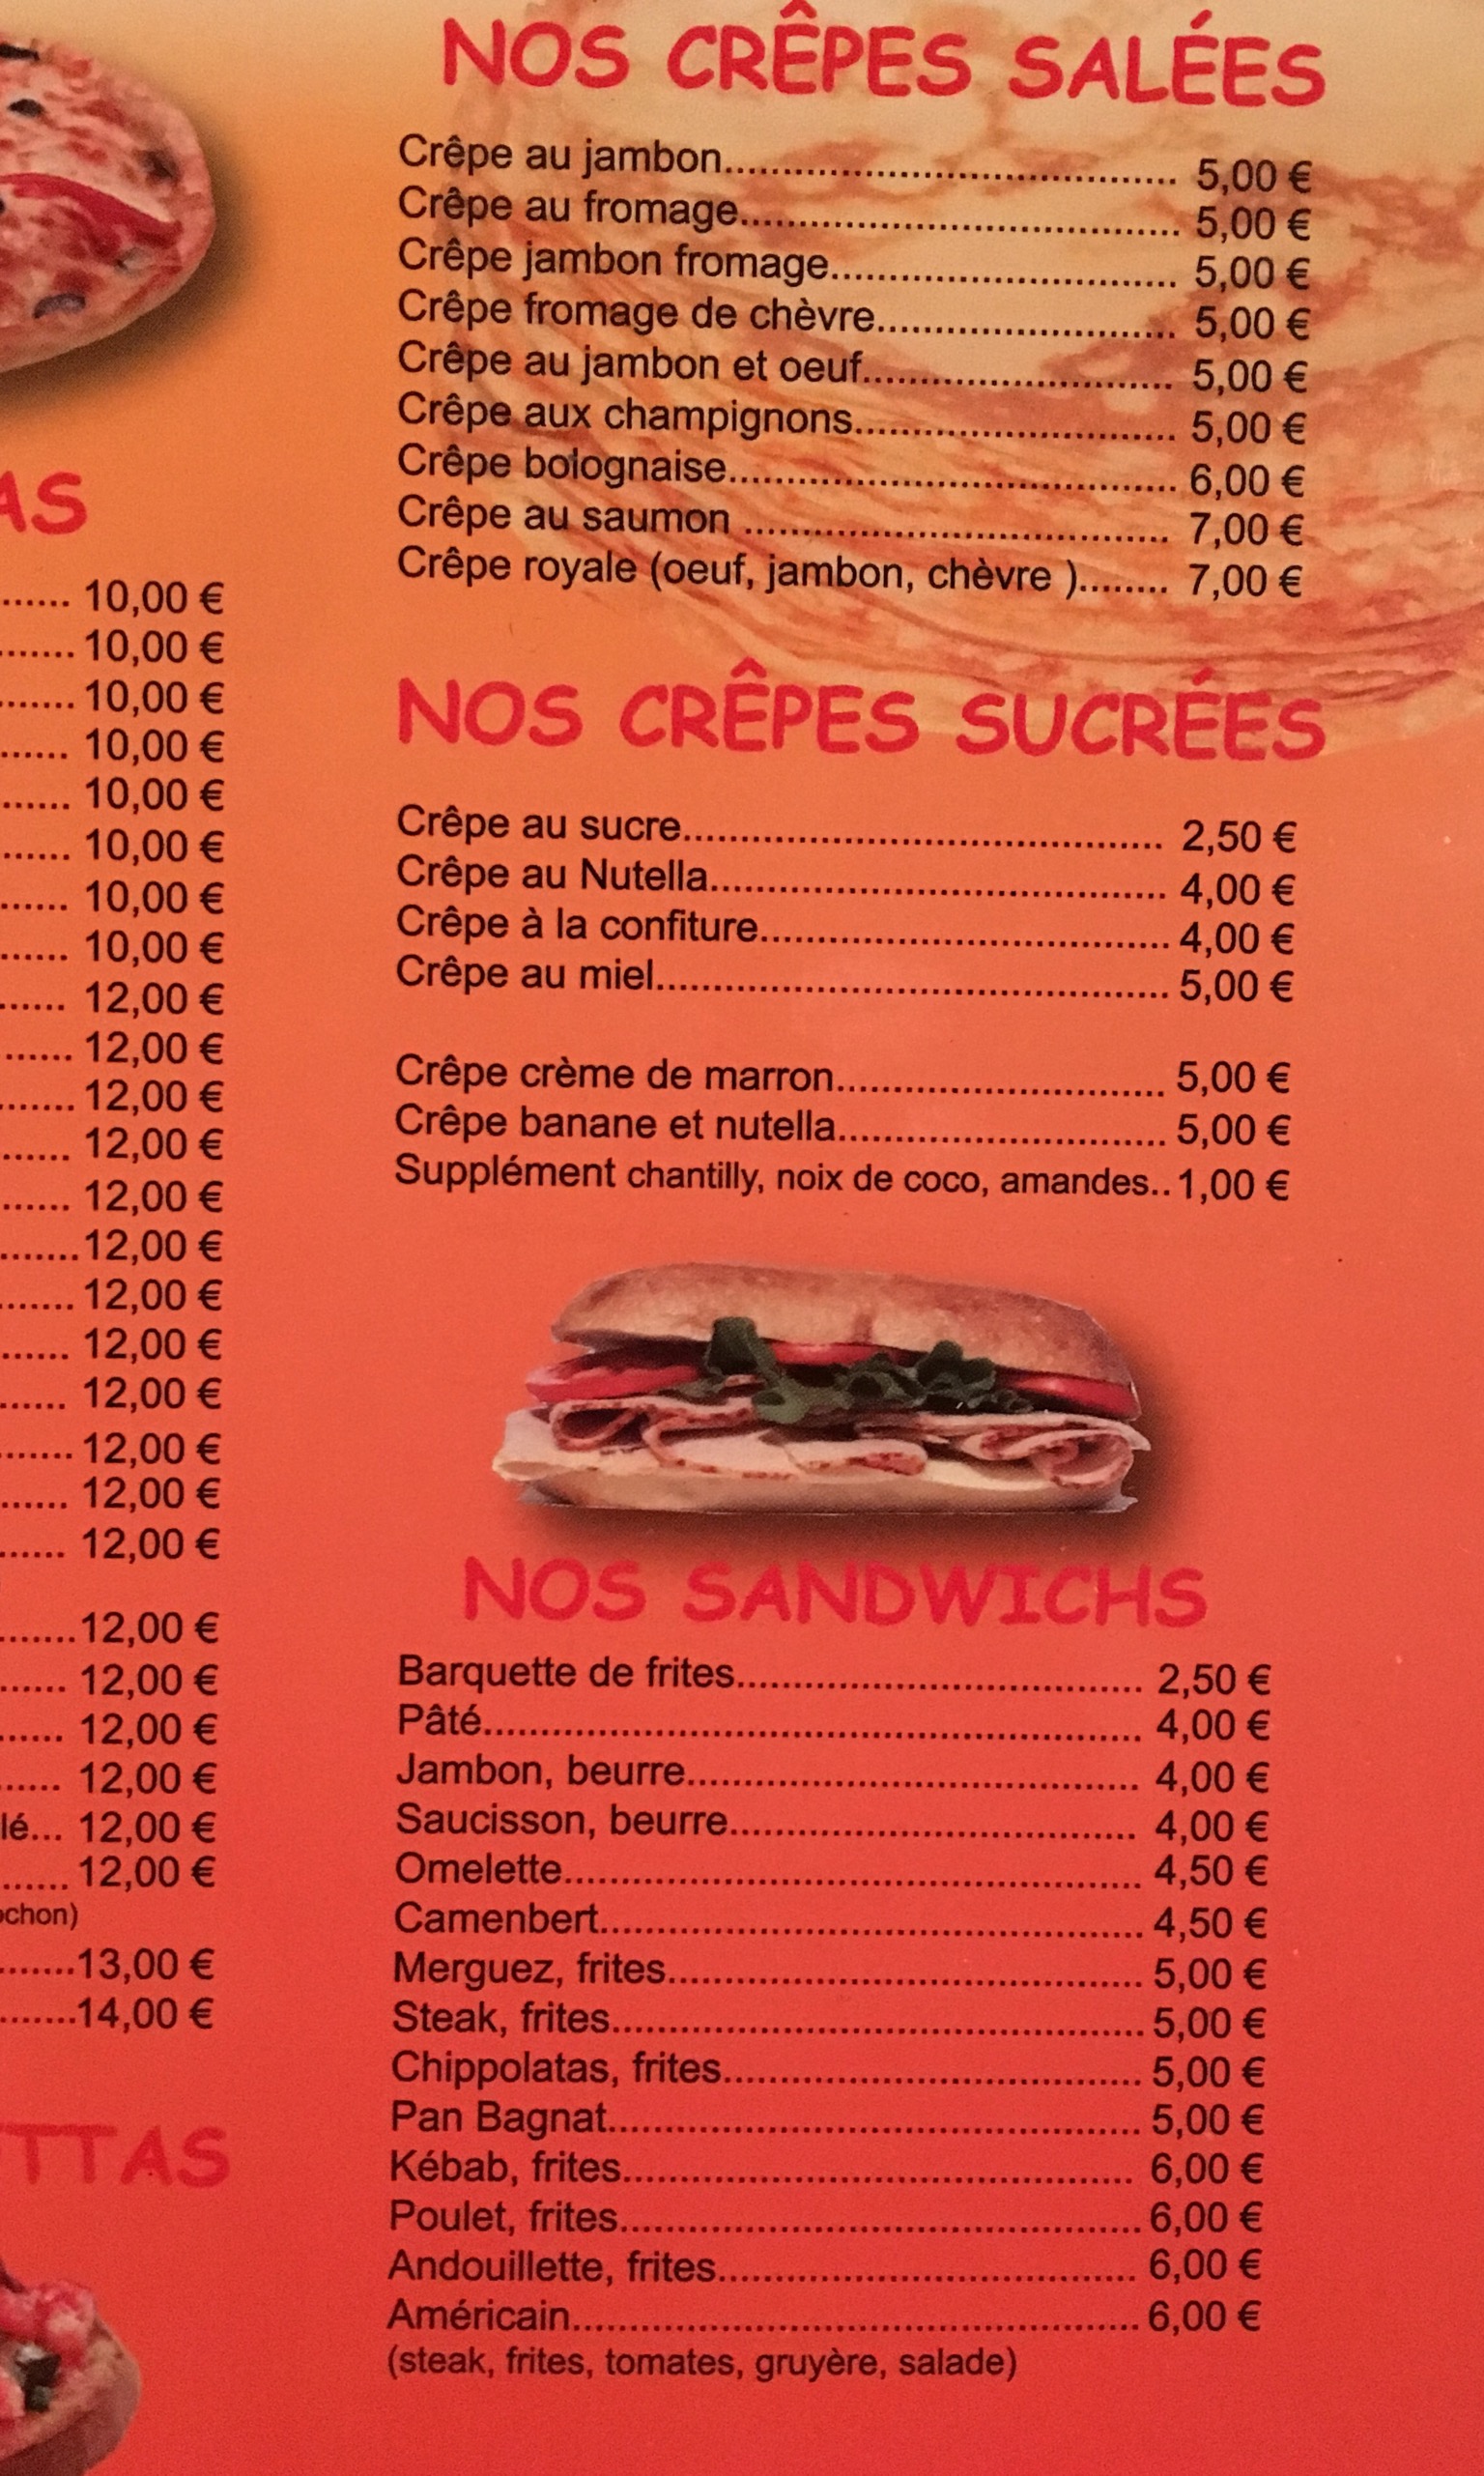 AS
...... 10,00 €
....... 10,00 €
....... 10,00 €
...... 10,00 €
...... 10,00 €
...... 10,00 €
...... 10,00 €
...... 10,00 €
...... 12,00 €
...... 12,00 €
....... 12,00 €
...... 12,00 €
...... 12,00 €
.......12,00 €
....... 12,00 €
...... 12,00 €
...... 12,00 €
....... 12,00 €
...... 12,00 €
...... 12,00 €
.......12,00 €
...... 12,00 €
...... 12,00 €
...... 12,00 €
lé... 12,00 €
...... 12,00 €
ochon)
.......13,00 €
.......14,00 €
TTAS
NOS CRÊPES SALÉES
Crêpe au jambon........................................ 5,00 €
Crêpe au fromage....................................... 5,00 €
Crêpe jambon fromage.............................. 5,00 €
Crêpe fromage de chèvre.......................... 5,00 €
Crêpe au jambon et oeuf........................... 5,00 €
Crêpe aux champignons............................ 5,00 €
Crêpe bolognaise....................................... 6,00 €
Crêpe au saumon ..................................... 7,00 €
Crêpe royale (oeuf, jambon, chèvre )........ 7,00 €
NOS CRÊPES SUCRÉES
Crêpe au sucre.......................................... 2,50 €
Crêpe au Nutella........................................ 4,00 €
Crêpe à la confiture.................................... 4,00 €
Crêpe au miel............................................. 5,00 €
Crêpe crème de marron............................. 5,00 €
Crêpe banane et nutella............................. 5,00 €
Supplément chantilly, noix de coco, amandes.. 1,00 €
NOS SANDWICHS
Barquette de frites.................................... 2,50 €
Pâté.......................................................... 4,00 €
Jambon, beurre........................................ 4,00 €
Saucisson, beurre.................................... 4,00 €
Omelette................................................... 4,50 €
Camenbert................................................ 4,50 €
Merguez, frites.......................................... 5,00 €
Steak, frites............................................... 5,00 €
Chippolatas, frites..................................... 5,00 €
Pan Bagnat............................................... 5,00 €
Kébab, frites............................................. 6,00 €
Poulet, frites.............................................. 6,00 €
Andouillette, frites..................................... 6,00 €
Américain.................................................. 6,00 €
(steak, frites, tomates, gruyère, salade)